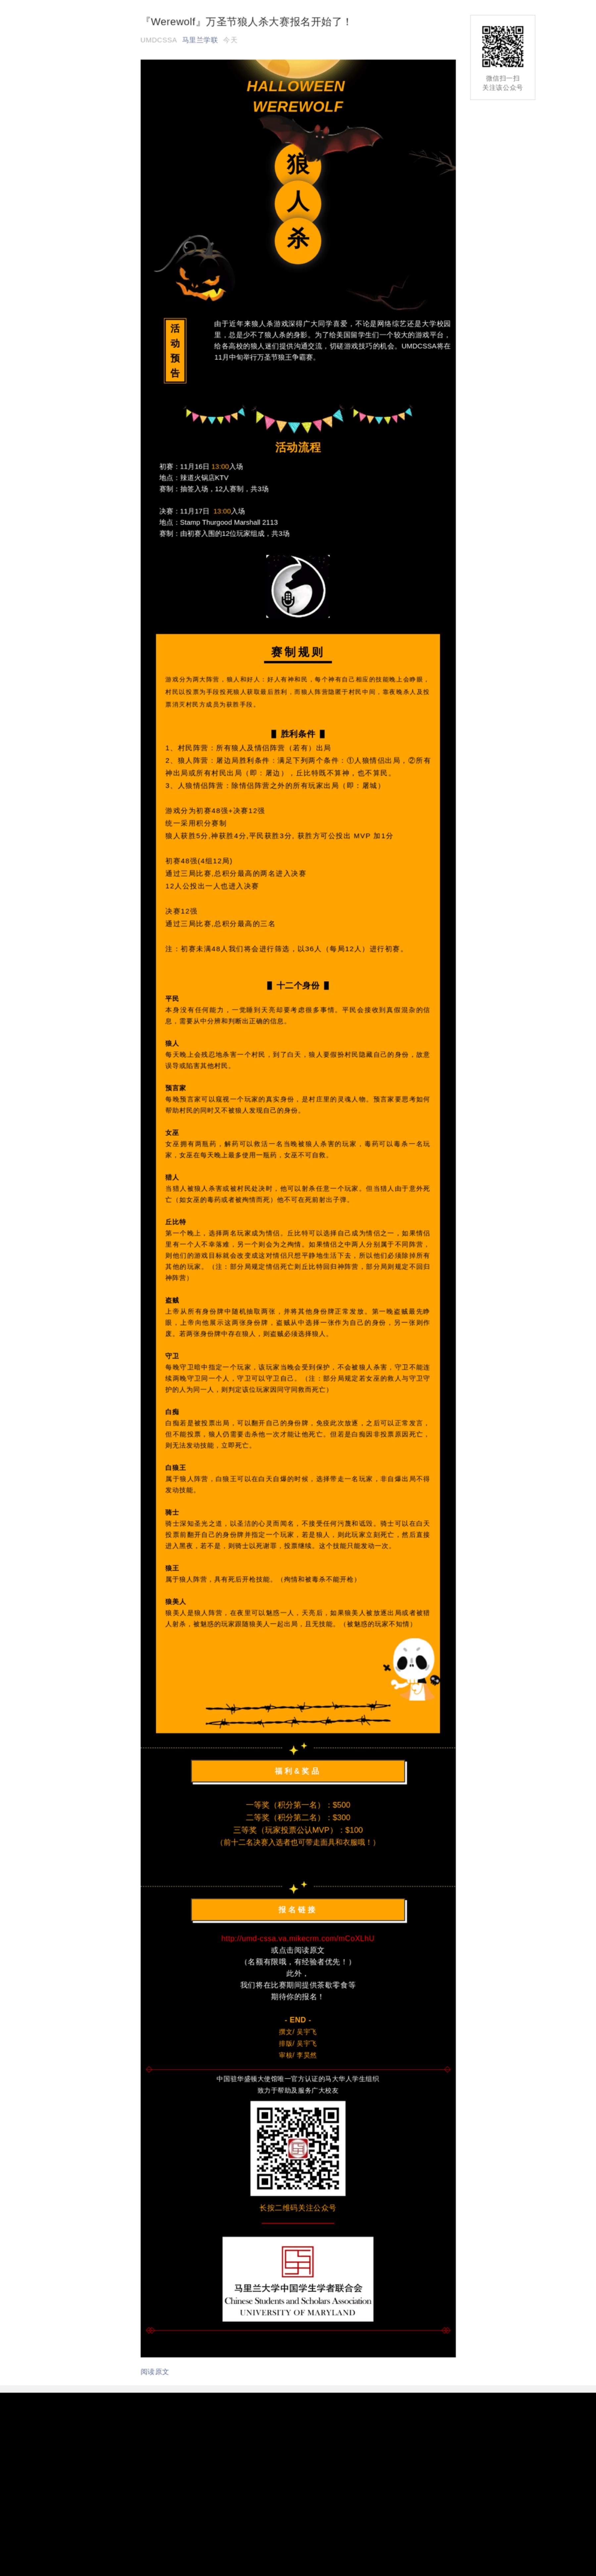 『Werewolf』万圣节狼人杀大赛报名开始了！
UMDCSSA 马里兰学联 今天
微信扫一扫
关注该公众号
HALLOWEEN
WEREWOLF
狼
人
杀
活
动
预
告
由于近年来狼人杀游戏深得广大同学喜爱，不论是网络综艺还是大学校园
里，总是少不了狼人杀的身影。为了给美国留学生们一个较大的游戏平台，
给各高校的狼人迷们提供沟通交流，切磋游戏技巧的机会。UMDCSSA将在
11月中旬举行万圣节狼王争霸赛。
活动流程
初赛：11月16日 13:00入场
地点：辣道火锅店KTV
赛制：抽签入场，12人赛制，共3场
决赛：11月17日 13:00入场
地点：Stamp Thurgood Marshall 2113
赛制：由初赛入围的12位玩家组成，共3场
赛制规则
游戏分为两大阵营，狼人和好人：好人有神和民，每个神有自己相应的技能晚上会睁眼，
村民以投票为手段投死狼人获取最后胜利，而狼人阵营隐匿于村民中间，靠夜晚杀人及投
票消灭村民方成员为获胜手段。
胜利条件
1、村民阵营：所有狼人及情侣阵营（若有）出局
2、狼人阵营：屠边局胜利条件：满足下列两个条件：①人狼情侣出局，②所有
神出局或所有村民出局（即：屠边），丘比特既不算神，也不算民。
3、人狼情侣阵营：除情侣阵营之外的所有玩家出局（即：屠城）
游戏分为初赛48强+决赛12强
统一采用积分赛制
狼人获胜5分,神获胜4分,平民获胜3分, 获胜方可公投出 MVP 加1分
初赛48强(4组12局)
通过三局比赛,总积分最高的两名进入决赛
12人公投出一人也进入决赛
决赛12强
通过三局比赛,总积分最高的三名
注：初赛未满48人我们将会进行筛选，以36人（每局12人）进行初赛。
十二个身份
平民
本身没有任何能力，一觉睡到天亮却要考虑很多事情。平民会接收到真假混杂的信
息，需要从中分辨和判断出正确的信息。
狼人
每天晚上会残忍地杀害一个村民，到了白天，狼人要假扮村民隐藏自己的身份，故意
误导或陷害其他村民。
预言家
每晚预言家可以窥视一个玩家的真实身份，是村庄里的灵魂人物。预言家要思考如何
帮助村民的同时又不被狼人发现自己的身份。
女巫
女巫拥有两瓶药，解药可以救活一名当晚被狼人杀害的玩家，毒药可以毒杀一名玩
家，女巫在每天晚上最多使用一瓶药，女巫不可自救。
猎人
当猎人被狼人杀害或被村民处决时，他可以射杀任意一个玩家。但当猎人由于意外死
亡（如女巫的毒药或者被殉情而死）他不可在死前射出子弹。
丘比特
第一个晚上，选择两名玩家成为情侣。丘比特可以选择自己成为情侣之一，如果情侣
里有一个人不幸落难，另一个则会为之殉情。如果情侣之中两人分别属于不同阵营，
则他们的游戏目标就会改变成这对情侣只想平静地生活下去，所以他们必须除掉所有
其他的玩家。（注：部分局规定情侣死亡则丘比特回归神阵营，部分局则规定不回归
神阵营）
盗贼
上帝从所有身份牌中随机抽取两张，并将其他身份牌正常发放。第一晚盗贼最先睁
眼，上帝向他展示这两张身份牌，盗贼从中选择一张作为自己的身份，另一张则作
废。若两张身份牌中存在狼人，则盗贼必须选择狼人。
守卫
每晚守卫暗中指定一个玩家，该玩家当晚会受到保护，不会被狼人杀害，守卫不能连
续两晚守卫同一个人，守卫可以守卫自己。（注：部分局规定若女巫的救人与守卫守
护的人为同一人，则判定该位玩家因同守同救而死亡）
白痴
白痴若是被投票出局，可以翻开自己的身份牌，免疫此次放逐，之后可以正常发言，
但不能投票，狼人仍需要击杀他一次才能让他死亡。但若是白痴因非投票原因死亡，
则无法发动技能，立即死亡。
白狼王
属于狼人阵营，白狼王可以在白天自爆的时候，选择带走一名玩家，非自爆出局不得
发动技能。
骑士
骑士深知圣光之道，以圣洁的心灵而闻名，不接受任何污蔑和诋毁。骑士可以在白天
投票前翻开自己的身份牌并指定一个玩家，若是狼人，则此玩家立刻死亡，然后直接
进入黑夜，若不是，则骑士以死谢罪，投票继续。这个技能只能发动一次。
狼王
属于狼人阵营，具有死后开枪技能。（殉情和被毒杀不能开枪）
狼美人
狼美人是狼人阵营，在夜里可以魅惑一人，天亮后，如果狼美人被放逐出局或者被猎
人射杀，被魅惑的玩家跟随狼美人一起出局，且无技能。（被魅惑的玩家不知情）
福利&奖品
一等奖（积分第一名）：$500
二等奖（积分第二名）：$300
三等奖（玩家投票公认MVP）：$100
（前十二名决赛入选者也可带走面具和衣服哦！）
报名链接
http://umd-cssa.va.mikecrm.com/mCoXLhU
或点击阅读原文
（名额有限哦，有经验者优先！）
此外，
我们将在比赛期间提供茶歇零食等
期待你的报名！
- END -
撰文/ 吴宇飞
排版/ 吴宇飞
审核/ 李昊然
中国驻华盛顿大使馆唯一官方认证的马大华人学生组织
致力于帮助及服务广大校友
长按二维码关注公众号
马里兰大学中国学生学者联合会
Chinese Students and Scholars Association
UNIVERSITY OF MARYLAND
阅读原文